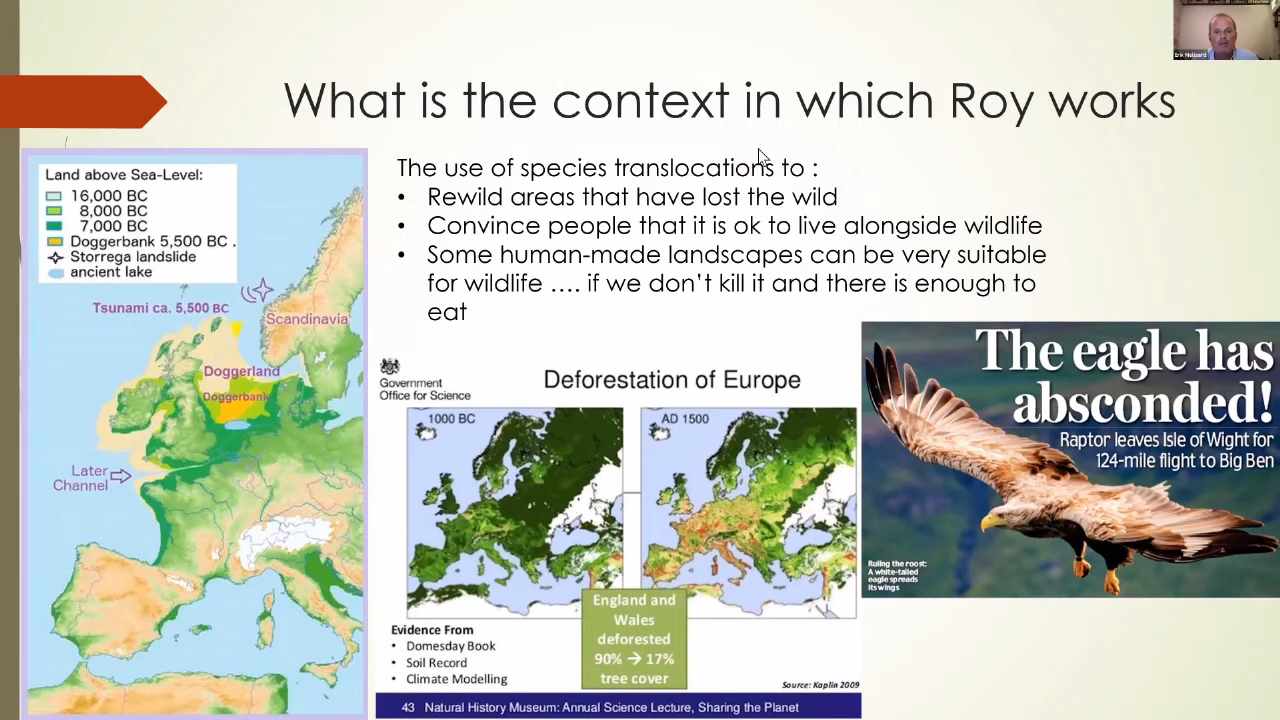 Erik Meijaard
What is the context in which Roy works
The use of species translocations to :
• Rewild areas that have lost the wild
• Convince people that it is ok to live alongside wildlife
• Some human-made landscapes can be very suitable
for wildlife .... if we don't kill it and there is enough to
eat
Land above Sea-Level:
16,000 BC
8,000 BC
7,000 BC
Doggerbank 5,500 BC .
Storrega landslide
ancient lake
Tsunami ca. 5,500 BC
Scandinavia
Doggerland
Doggerbank
Later
Channel
Government
Office for Science
Deforestation of Europe
1000 BC
AD 1500
England and
Wales
deforested
90% → 17%
tree cover
Evidence From
• Domesday Book
• Soil Record
• Climate Modelling
Source: Kaplin 2009
43 Natural History Museum: Annual Science Lecture, Sharing the Planet
The eagle has
absconded!
Raptor leaves Isle of Wight for
124-mile flight to Big Ben
Ruling the roost:
A white-tailed
eagle spreads
its wings